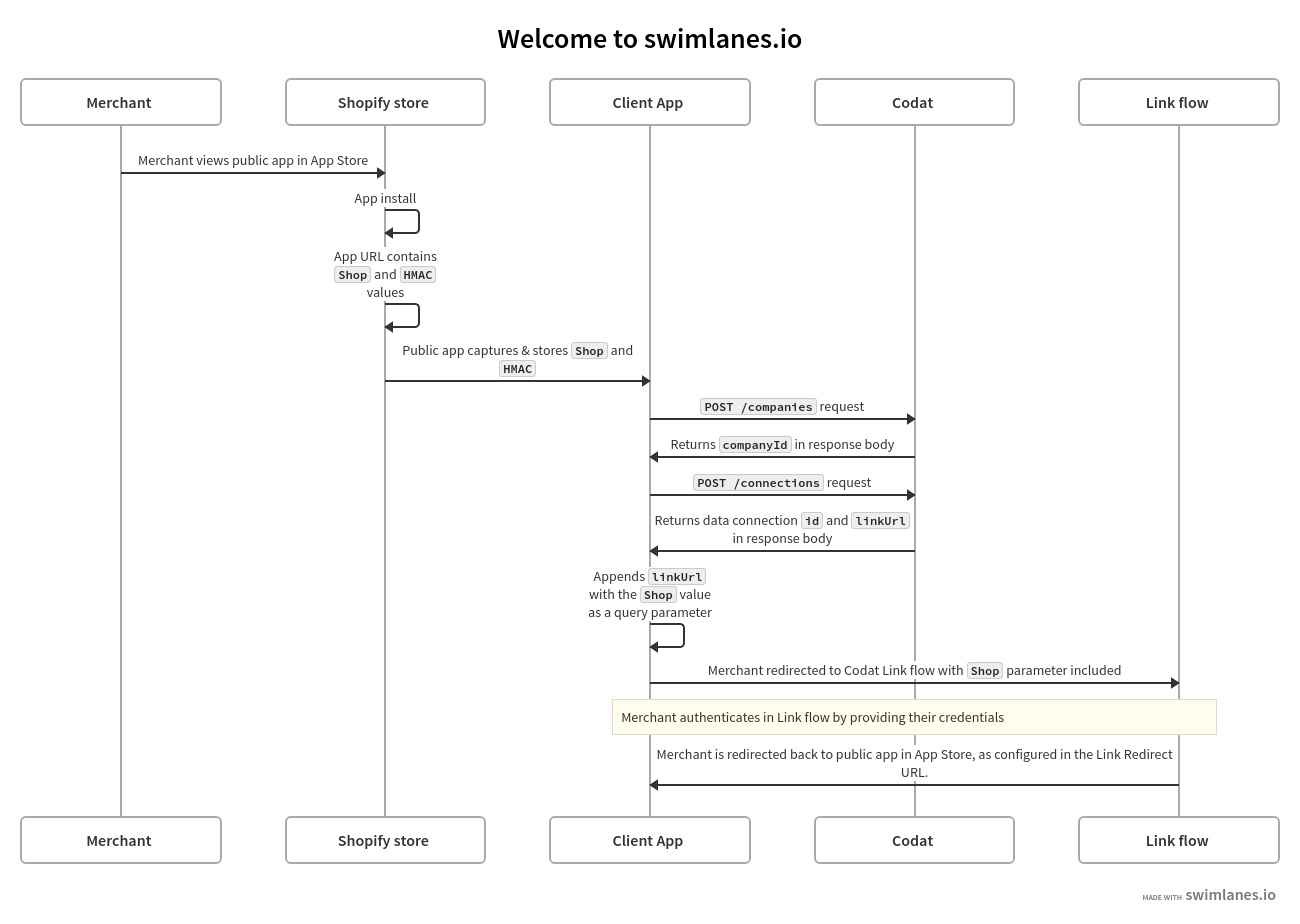 Welcome to swimlanes.io
Merchant
Shopify store
Client App
Codat
Link flow
Merchant views public app in App Store
App install
App URL contains
Shop and HMAC
values
Public app captures & stores Shop and
HMAC
POST /companies request
Returns companyId in response body
POST /connections request
Returns data connection id and linkUrl
in response body
Appends linkUrl
with the Shop value
as a query parameter
Merchant redirected to Codat Link flow with Shop parameter included
Merchant authenticates in Link flow by providing their credentials
Merchant is redirected back to public app in App Store, as configured in the Link Redirect
URL.
Merchant
Shopify store
Client App
Codat
Link flow
MADE WITH swimlanes.io